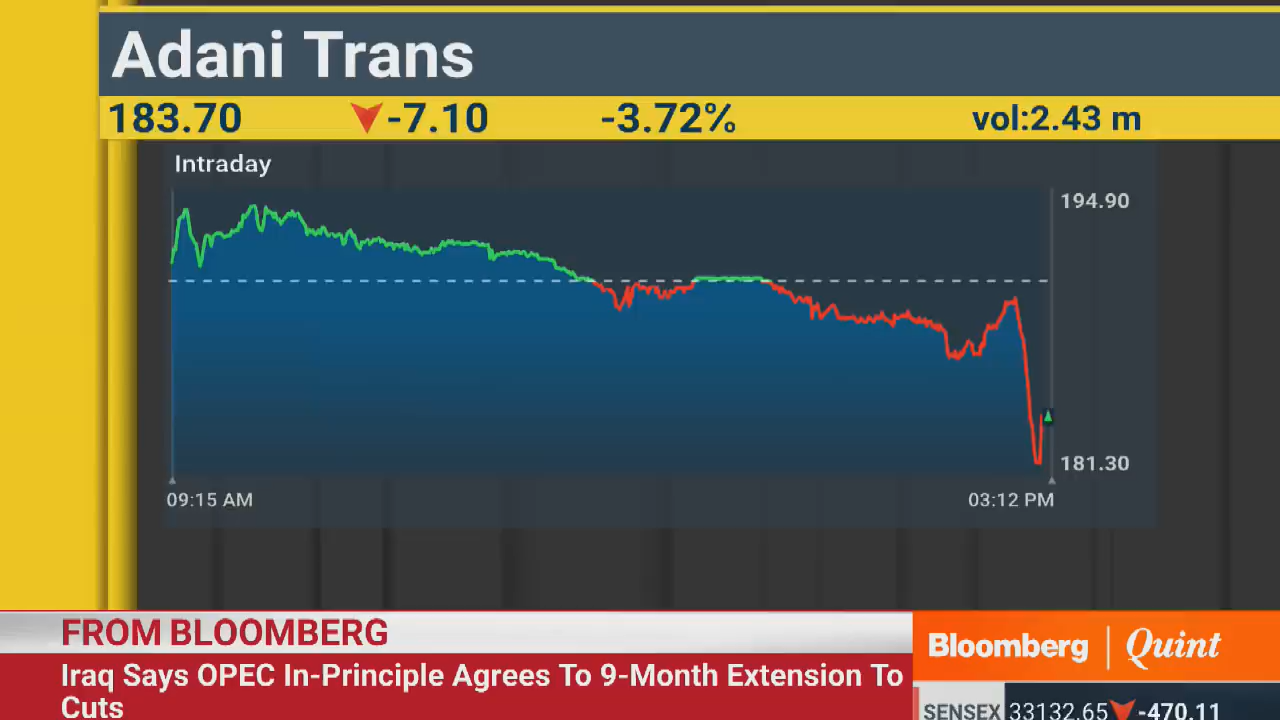 Adani Trans
183.70 -7.10 -3.72% vol:2.43 m
Intraday
194.90
181.30
09:15 AM 03:12 PM
FROM BLOOMBERG
Iraq Says OPEC In-Principle Agrees To 9-Month Extension To
Cuts
Bloomberg | Quint
SENSEX 33132.65 -470.11